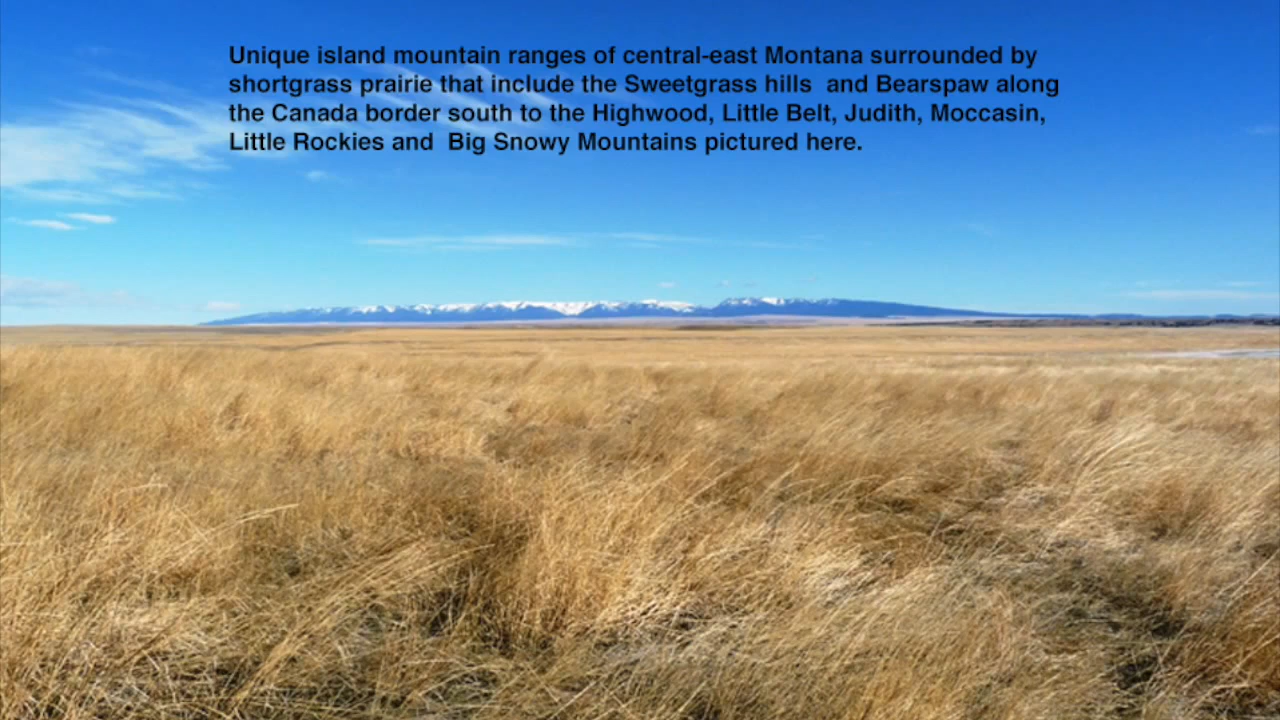 Unique island mountain ranges of central-east Montana surrounded by
shortgrass prairie that include the Sweetgrass hills  and Bearspaw along
the Canada border south to the Highwood, Little Belt, Judith, Moccasin,
Little Rockies and  Big Snowy Mountains pictured here.